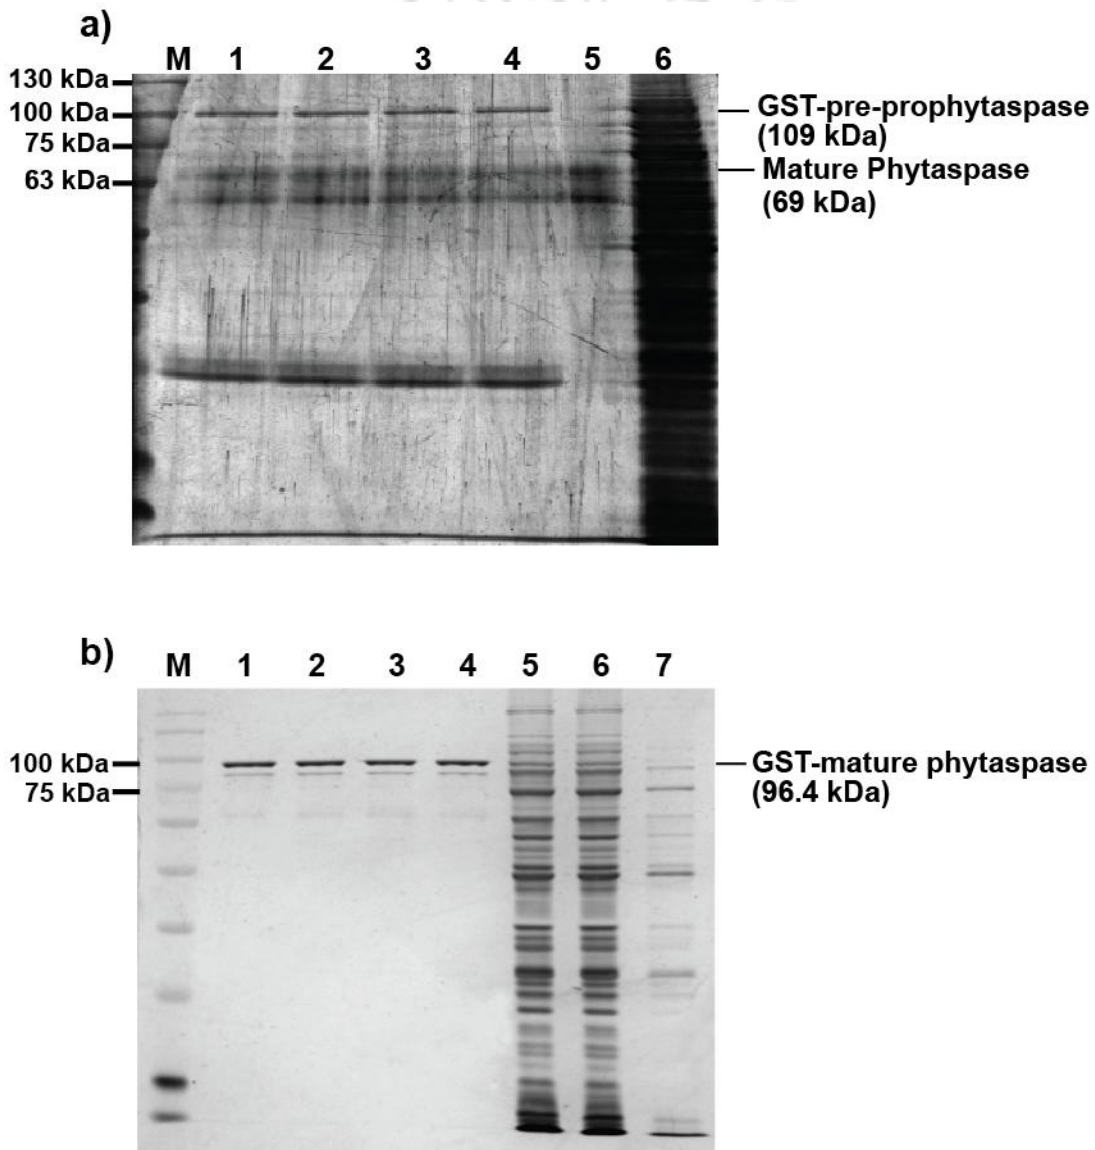 a)
M 1 2 3 4 5 6
130 kDa
100 kDa
75 kDa
63 kDa
GST-pre-prophytaspase
(109 kDa)
Mature Phytaspase
(69 kDa)
b)
M 1 2 3 4 5 6 7
100 kDa
75 kDa
GST-mature phytaspase
(96.4 kDa)